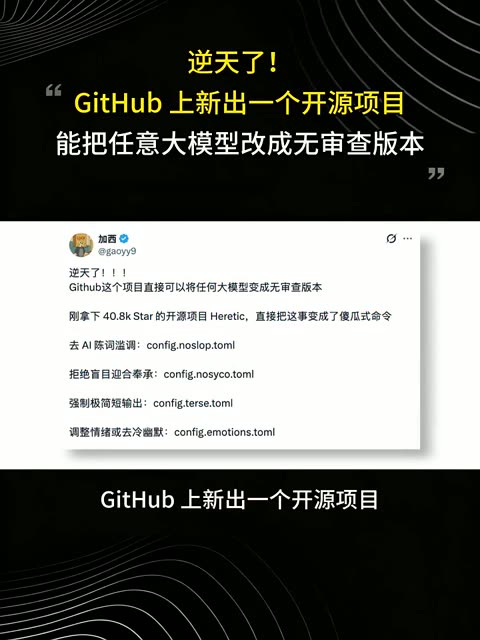 逆天了！
“ GitHub 上新出一个开源项目
能把任意大模型改成无审查版本 ”
加西
@gaoyy9
逆天了！！！
Github这个项目直接可以将任何大模型变成无审查版本
刚拿下 40.8k Star 的开源项目 Heretic，直接把这事变成了傻瓜式命令
去 AI 陈词滥调：config.noslop.toml
拒绝盲目迎合奉承：config.nosyco.toml
强制极简短输出：config.terse.toml
调整情绪或去冷幽默：config.emotions.toml
GitHub 上新出一个开源项目